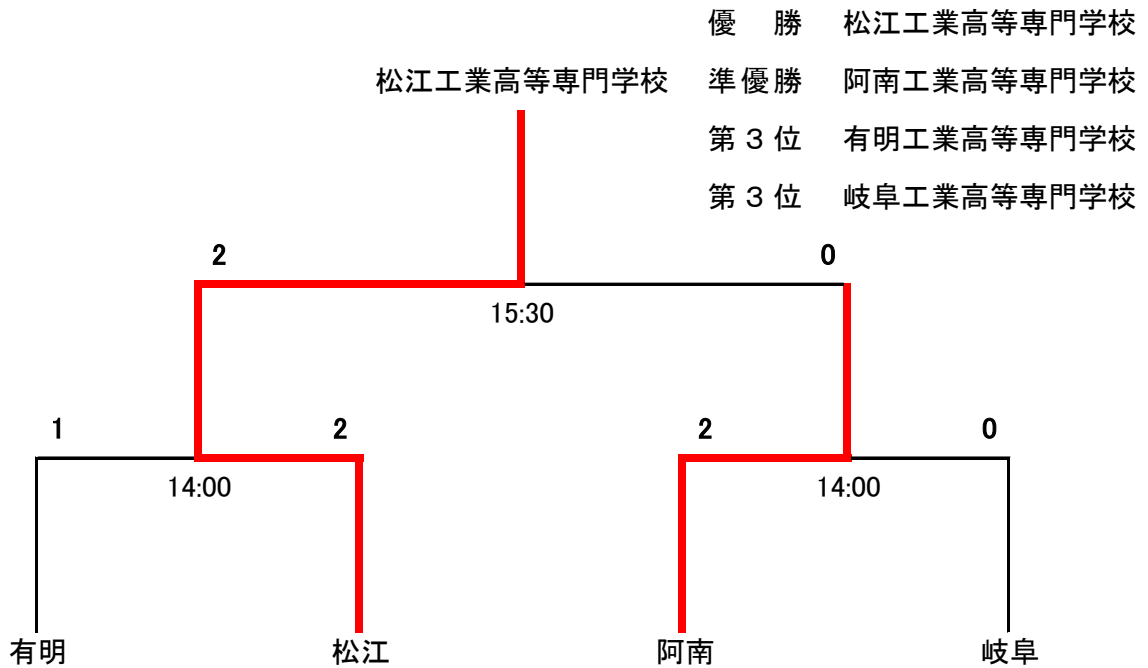 優　勝　松江工業高等専門学校
松江工業高等専門学校　準優勝　阿南工業高等専門学校
第３位　有明工業高等専門学校
第３位　岐阜工業高等専門学校
2　0
15:30
1　2　2　0
14:00　14:00
有明　松江　阿南　岐阜